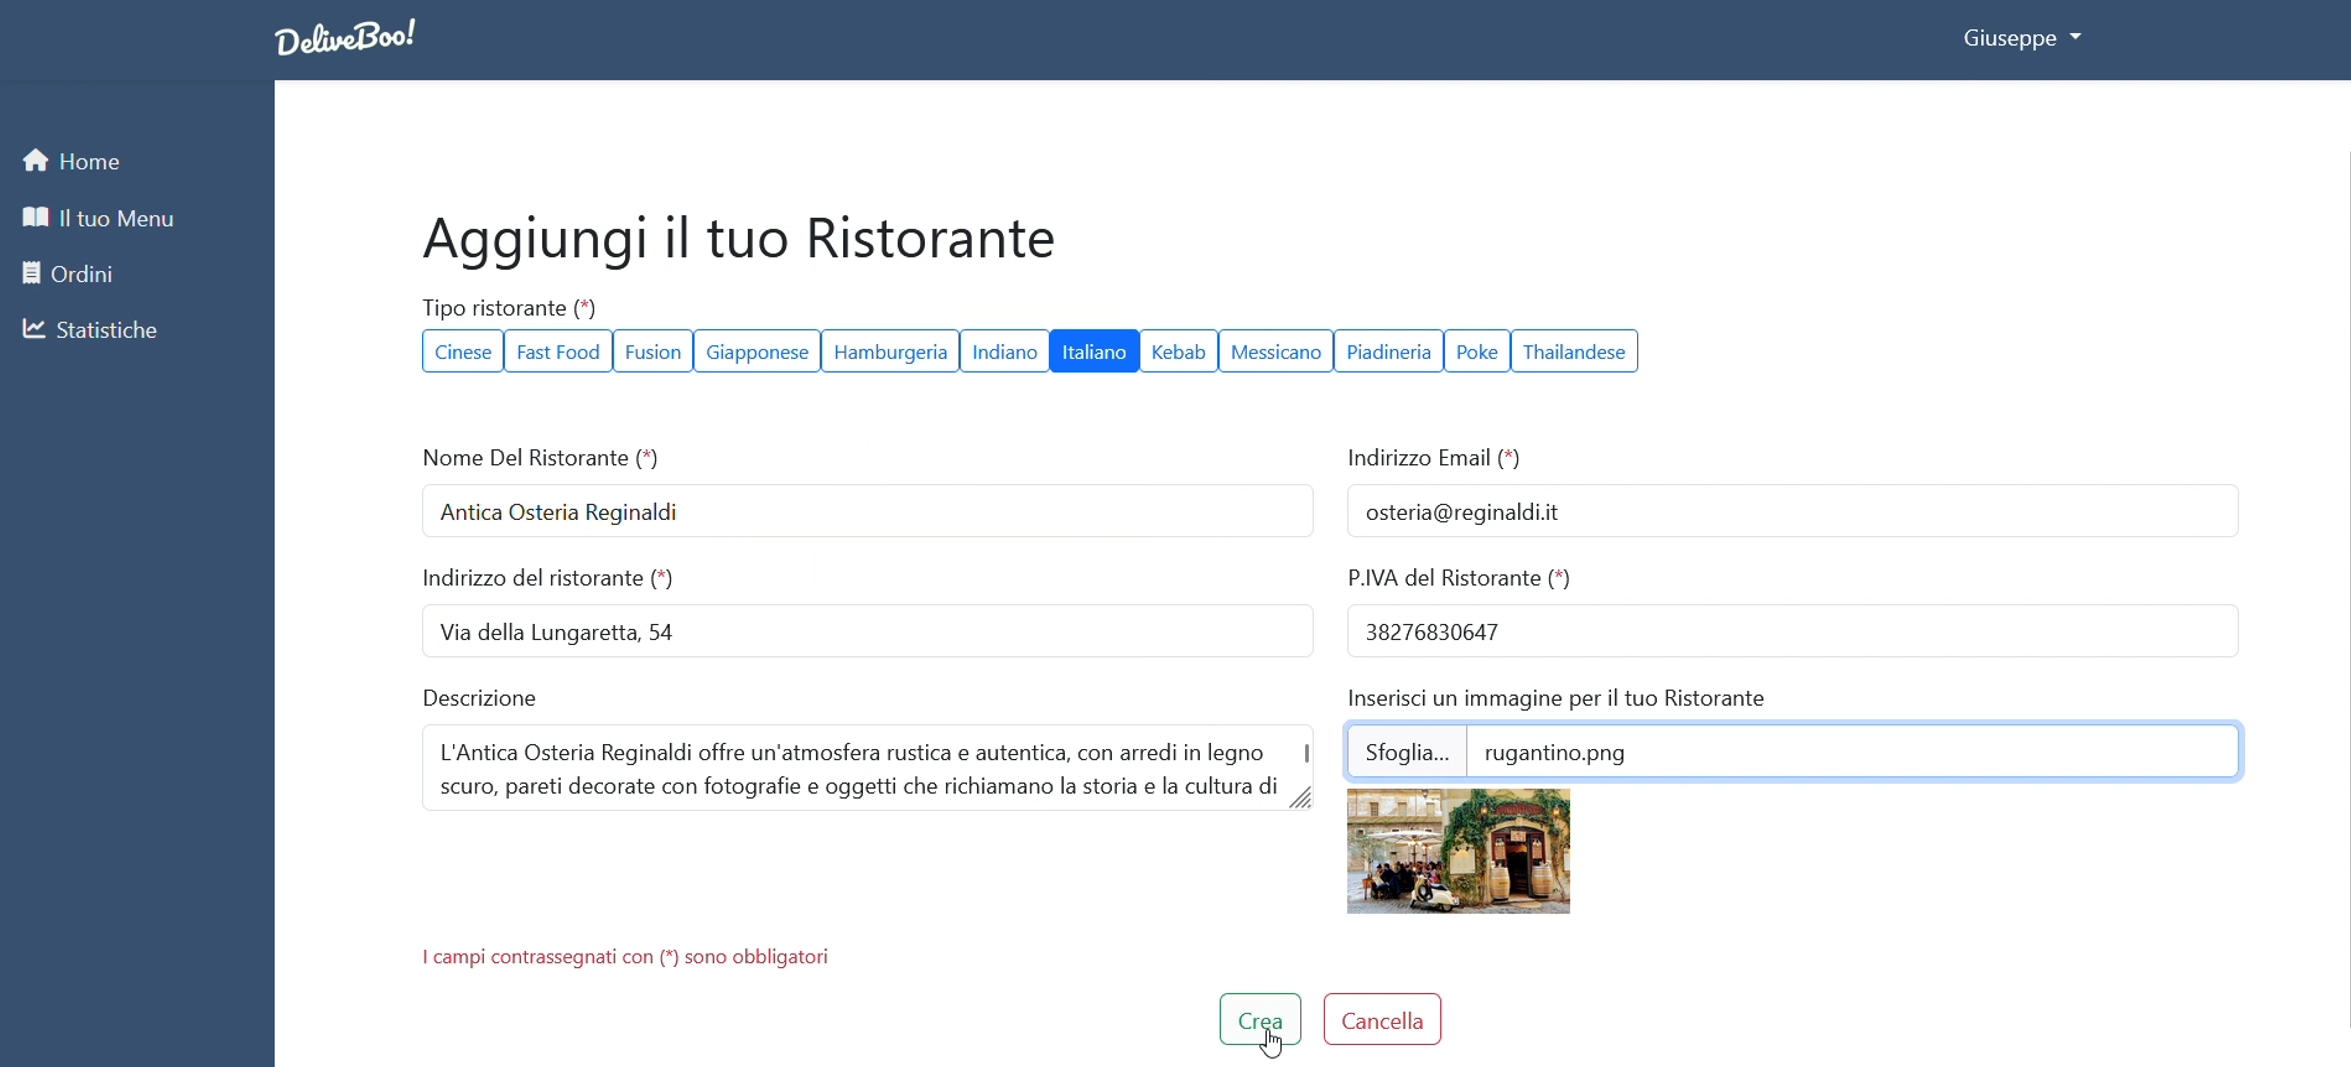 DeliveBoo!
Giuseppe
Home
Il tuo Menu
Ordini
Statistiche
Aggiungi il tuo Ristorante
Tipo ristorante (*)
Cinese Fast Food Fusion Giapponese Hamburgeria Indiano Italiano Kebab Messicano Piadineria Poke Thailandese
Nome Del Ristorante (*)
Antica Osteria Reginaldi
Indirizzo Email (*)
osteria@reginaldi.it
Indirizzo del ristorante (*)
Via della Lungaretta, 54
P.IVA del Ristorante (*)
38276830647
Descrizione
L'Antica Osteria Reginaldi offre un'atmosfera rustica e autentica, con arredi in legno
scuro, pareti decorate con fotografie e oggetti che richiamano la storia e la cultura di
Inserisci un immagine per il tuo Ristorante
Sfoglia... rugantino.png
I campi contrassegnati con (*) sono obbligatori
Crea Cancella